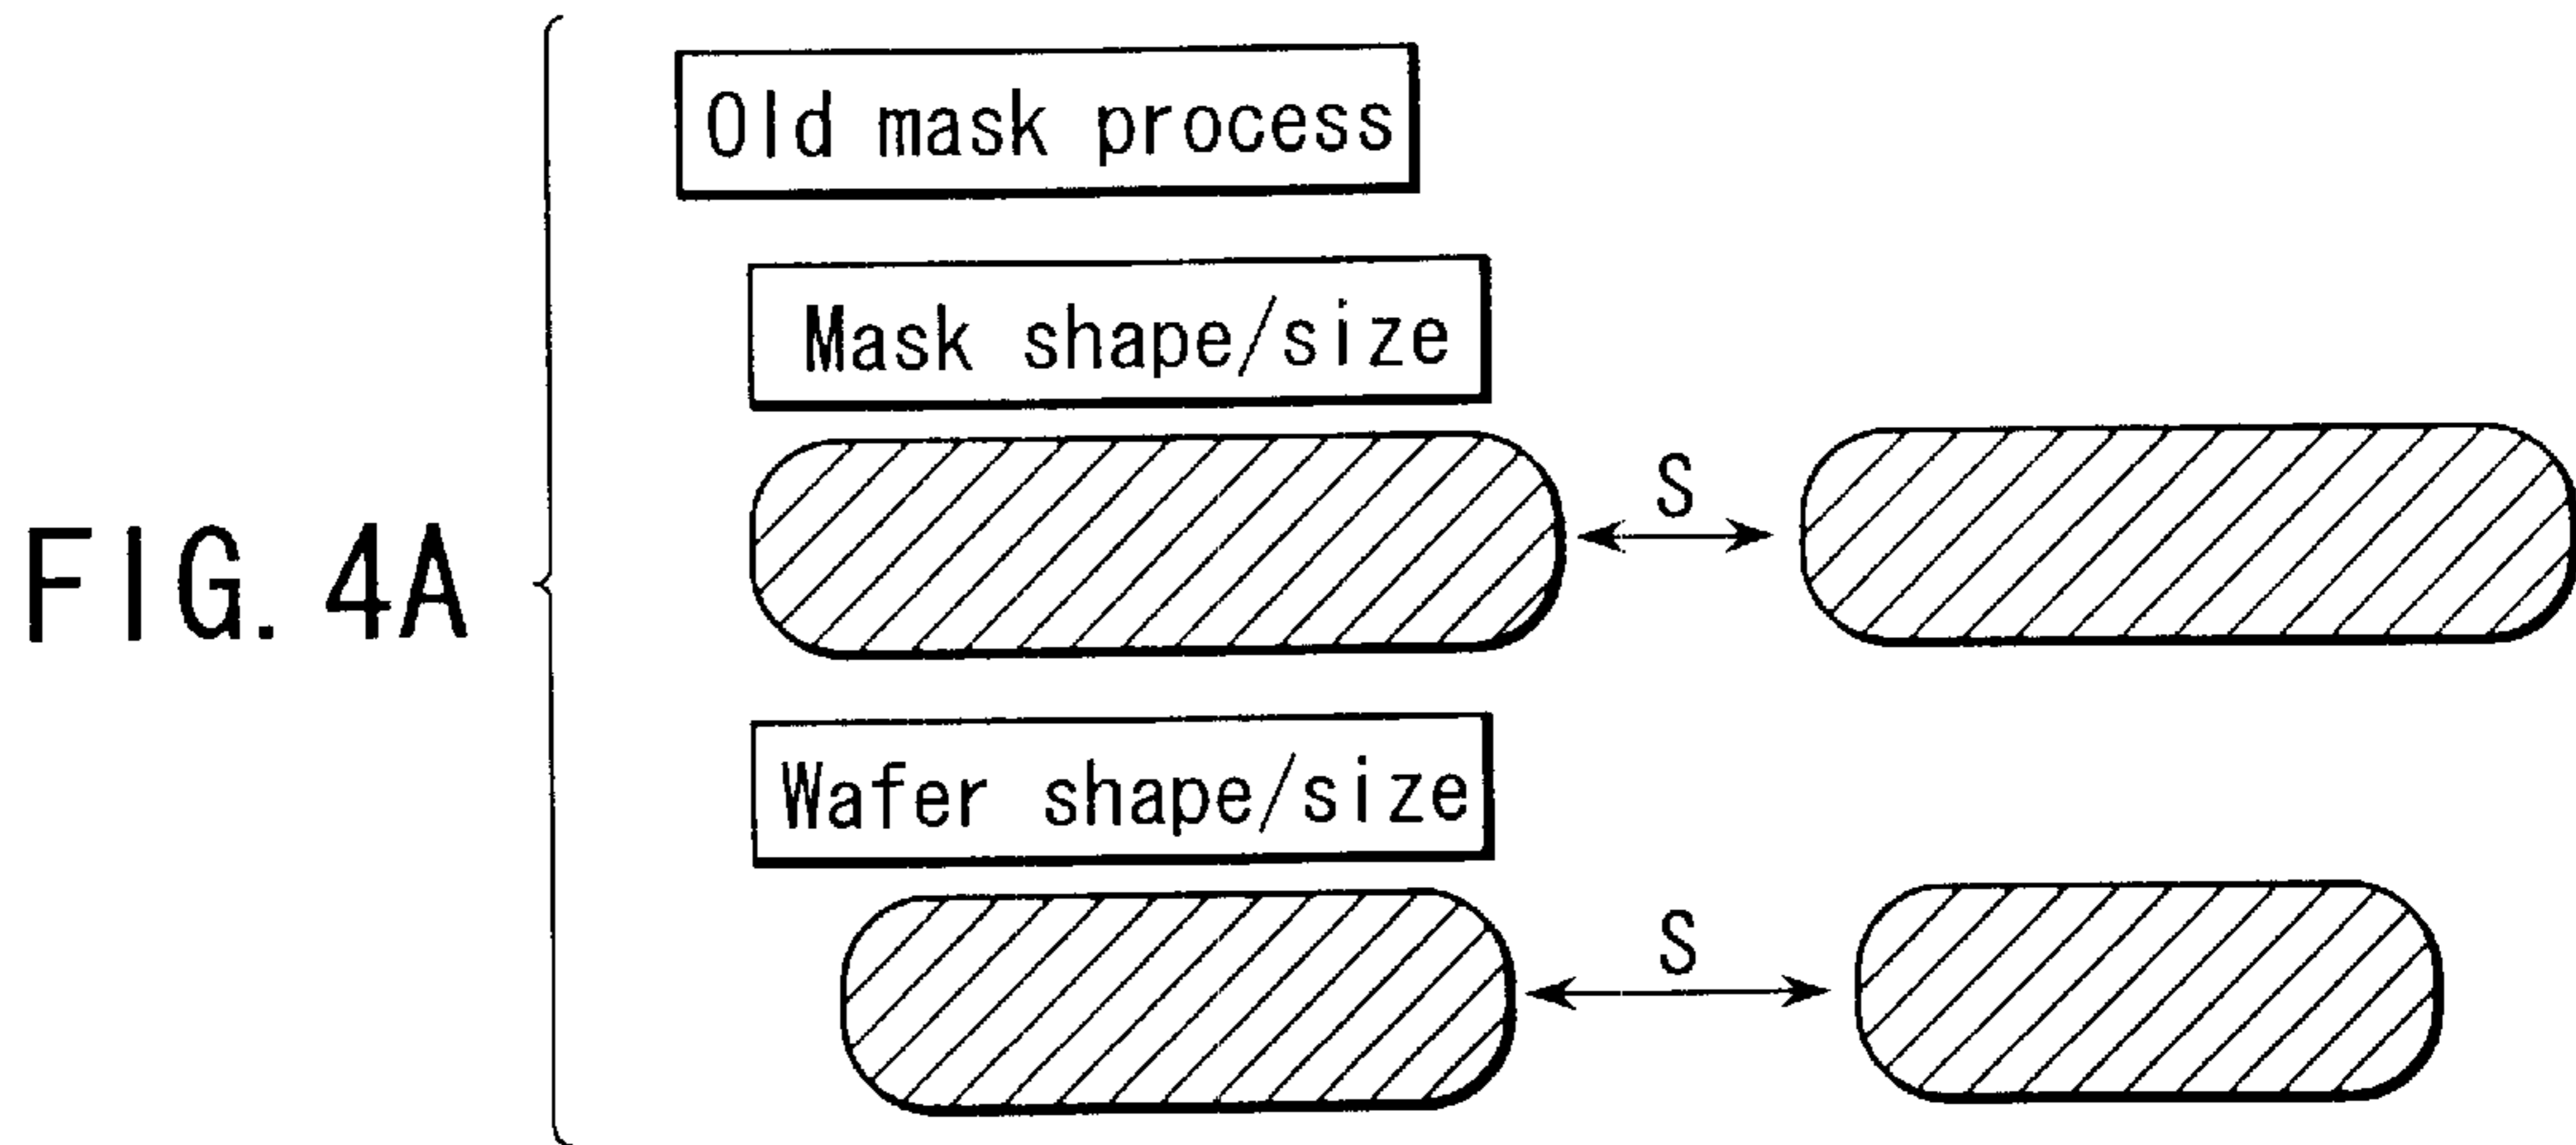 Old mask process
Mask shape/size
S
FIG. 4A
Wafer shape/size
S